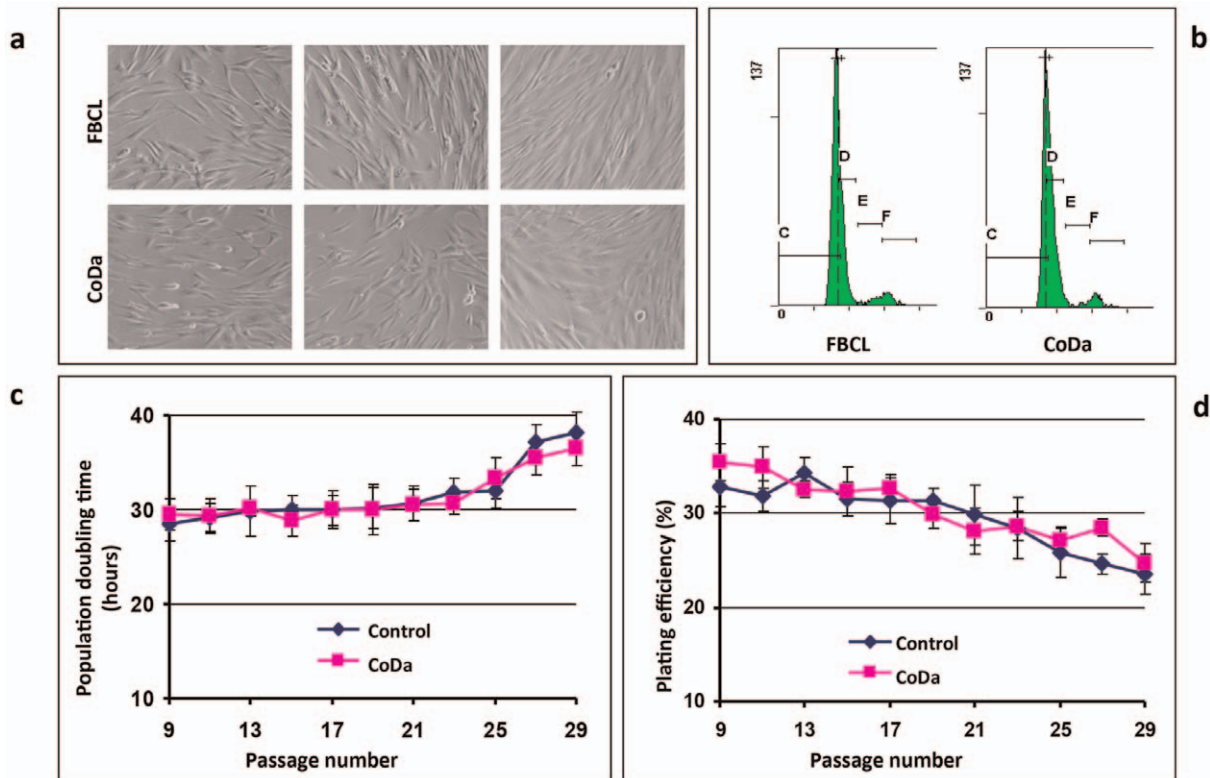 a
FBCL
CoDa
b
137
D
E
F
C
0
FBCL
137
D
E
F
C
0
CoDa
c
40
30
20
10
Population doubling time
(hours)
Control
CoDa
9 13 17 21 25 29
Passage number
d
40
30
20
10
Plating efficiency (%)
Control
CoDa
9 13 17 21 25 29
Passage number